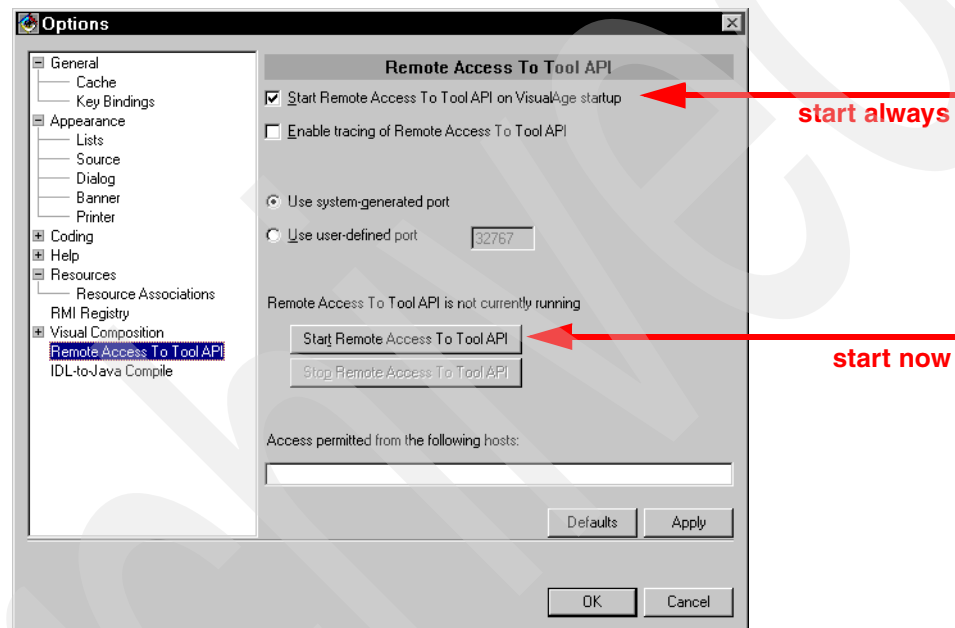 Options
General
Cache
Key Bindings
Appearance
Lists
Source
Dialog
Banner
Printer
Coding
Help
Resources
Resource Associations
RMI Registry
Visual Composition
Remote Access To Tool API
IDL-to-Java Compile
Remote Access To Tool API
Start Remote Access To Tool API on VisualAge startup
start always
Enable tracing of Remote Access To Tool API
Use system-generated port
Use user-defined port 32767
Remote Access To Tool API is not currently running
Start Remote Access To Tool API
start now
Stop Remote Access To Tool API
Access permitted from the following hosts:
Defaults Apply
OK Cancel